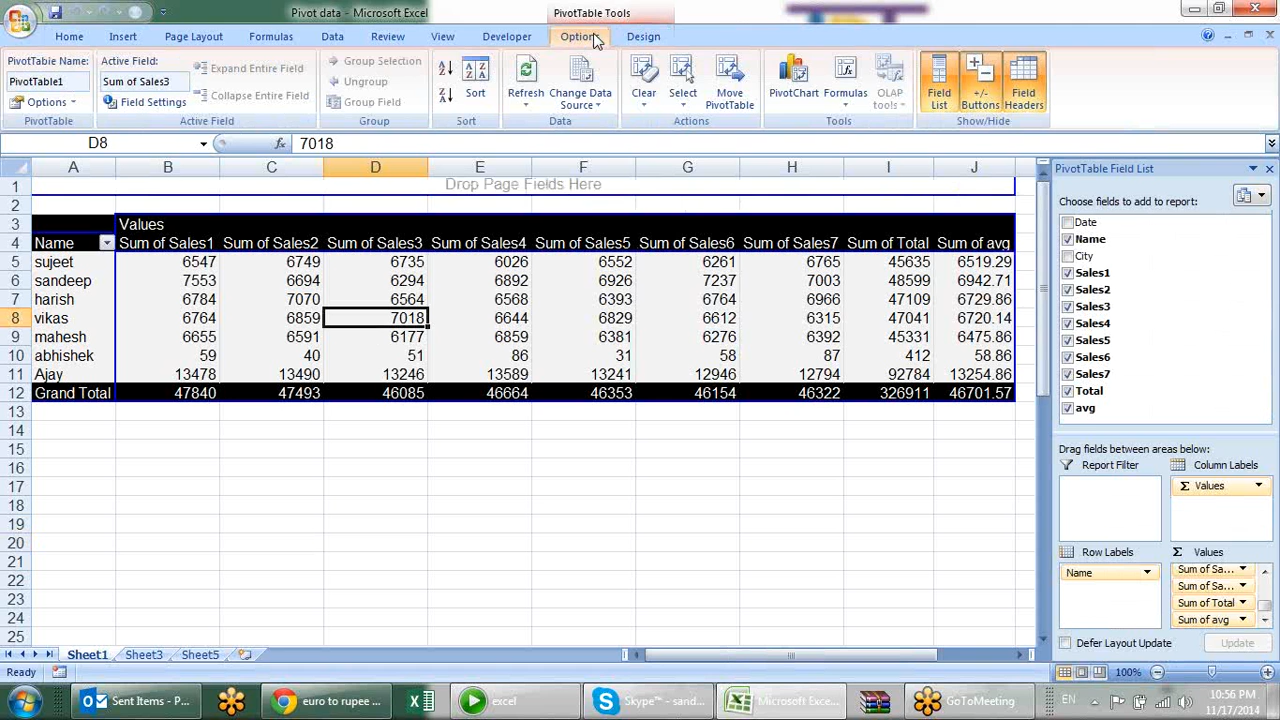 Pivot data - Microsoft Excel
PivotTable Tools
Home Insert Page Layout Formulas Data Review View Developer Options Design
PivotTable Name:
PivotTable1
Options
PivotTable
Active Field:
Sum of Sales3
Field Settings
Expand Entire Field
Collapse Entire Field
Active Field
Group Selection
Ungroup
Group Field
Group
Sort
Sort
Refresh
Change Data
Source
Data
Clear
Select
Move
PivotTable
Actions
PivotChart
Formulas
OLAP
tools
Tools
Field
List
+/-
Buttons
Field
Headers
Show/Hide
D8 fx 7018
A B C D E F G H I J
1 Drop Page Fields Here
2
3 Values
4 Name Sum of Sales1 Sum of Sales2 Sum of Sales3 Sum of Sales4 Sum of Sales5 Sum of Sales6 Sum of Sales7 Sum of Total Sum of avg
5 sujeet 6547 6749 6735 6026 6552 6261 6765 45635 6519.29
6 sandeep 7553 6694 6294 6892 6926 7237 7003 48599 6942.71
7 harish 6784 7070 6564 6568 6393 6764 6966 47109 6729.86
8 vikas 6764 6859 7018 6644 6829 6612 6315 47041 6720.14
9 mahesh 6655 6591 6177 6859 6381 6276 6392 45331 6475.86
10 abhishek 59 40 51 86 31 58 87 412 58.86
11 Ajay 13478 13490 13246 13589 13241 12946 12794 92784 13254.86
12 Grand Total 47840 47493 46085 46664 46353 46154 46322 326911 46701.57
13
14
15
16
17
18
19
20
21
22
23
24
25
PivotTable Field List
Choose fields to add to report:
Date
Name
City
Sales1
Sales2
Sales3
Sales4
Sales5
Sales6
Sales7
Total
avg
Drag fields between areas below:
Report Filter
Column Labels
Σ Values
Row Labels
Σ Values
Name
Sum of Sa...
Sum of Sa...
Sum of Total
Sum of avg
Defer Layout Update
Update
Sheet1 Sheet3 Sheet5
Ready
100%
Sent Items - P...
euro to rupee ...
excel
Skype™ - sand...
Microsoft Exce...
GoToMeeting
EN
10:56 PM
11/17/2014